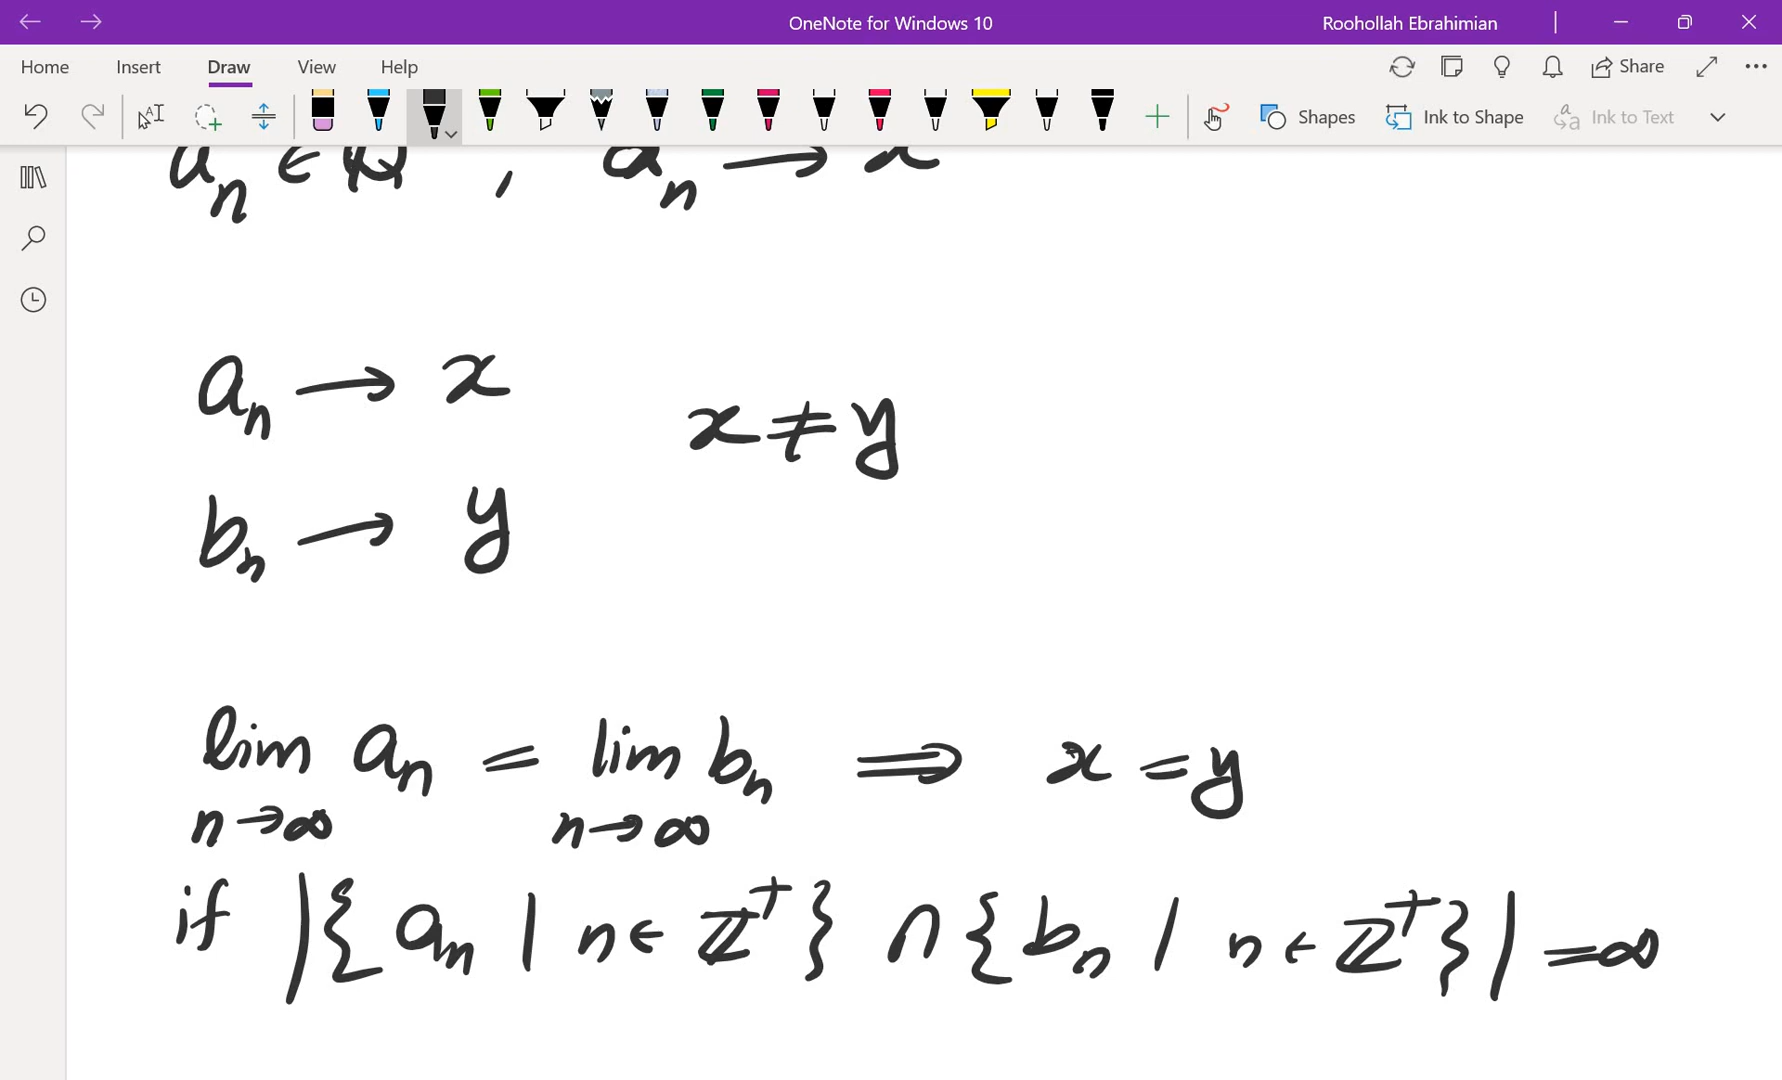 OneNote for Windows 10
Roohollah Ebrahimian
Home Insert Draw View Help
Share
Shapes Ink to Shape Ink to Text
aₙ ∈ ℚ , aₙ → x
aₙ → x
x ≠ y
bₙ → y
lim aₙ = lim bₙ ⟹ x = y
n→∞ n→∞
if |{ aₙ | n ∈ ℤ⁺ } ∩ { bₙ | n ∈ ℤ⁺ }| = ∞